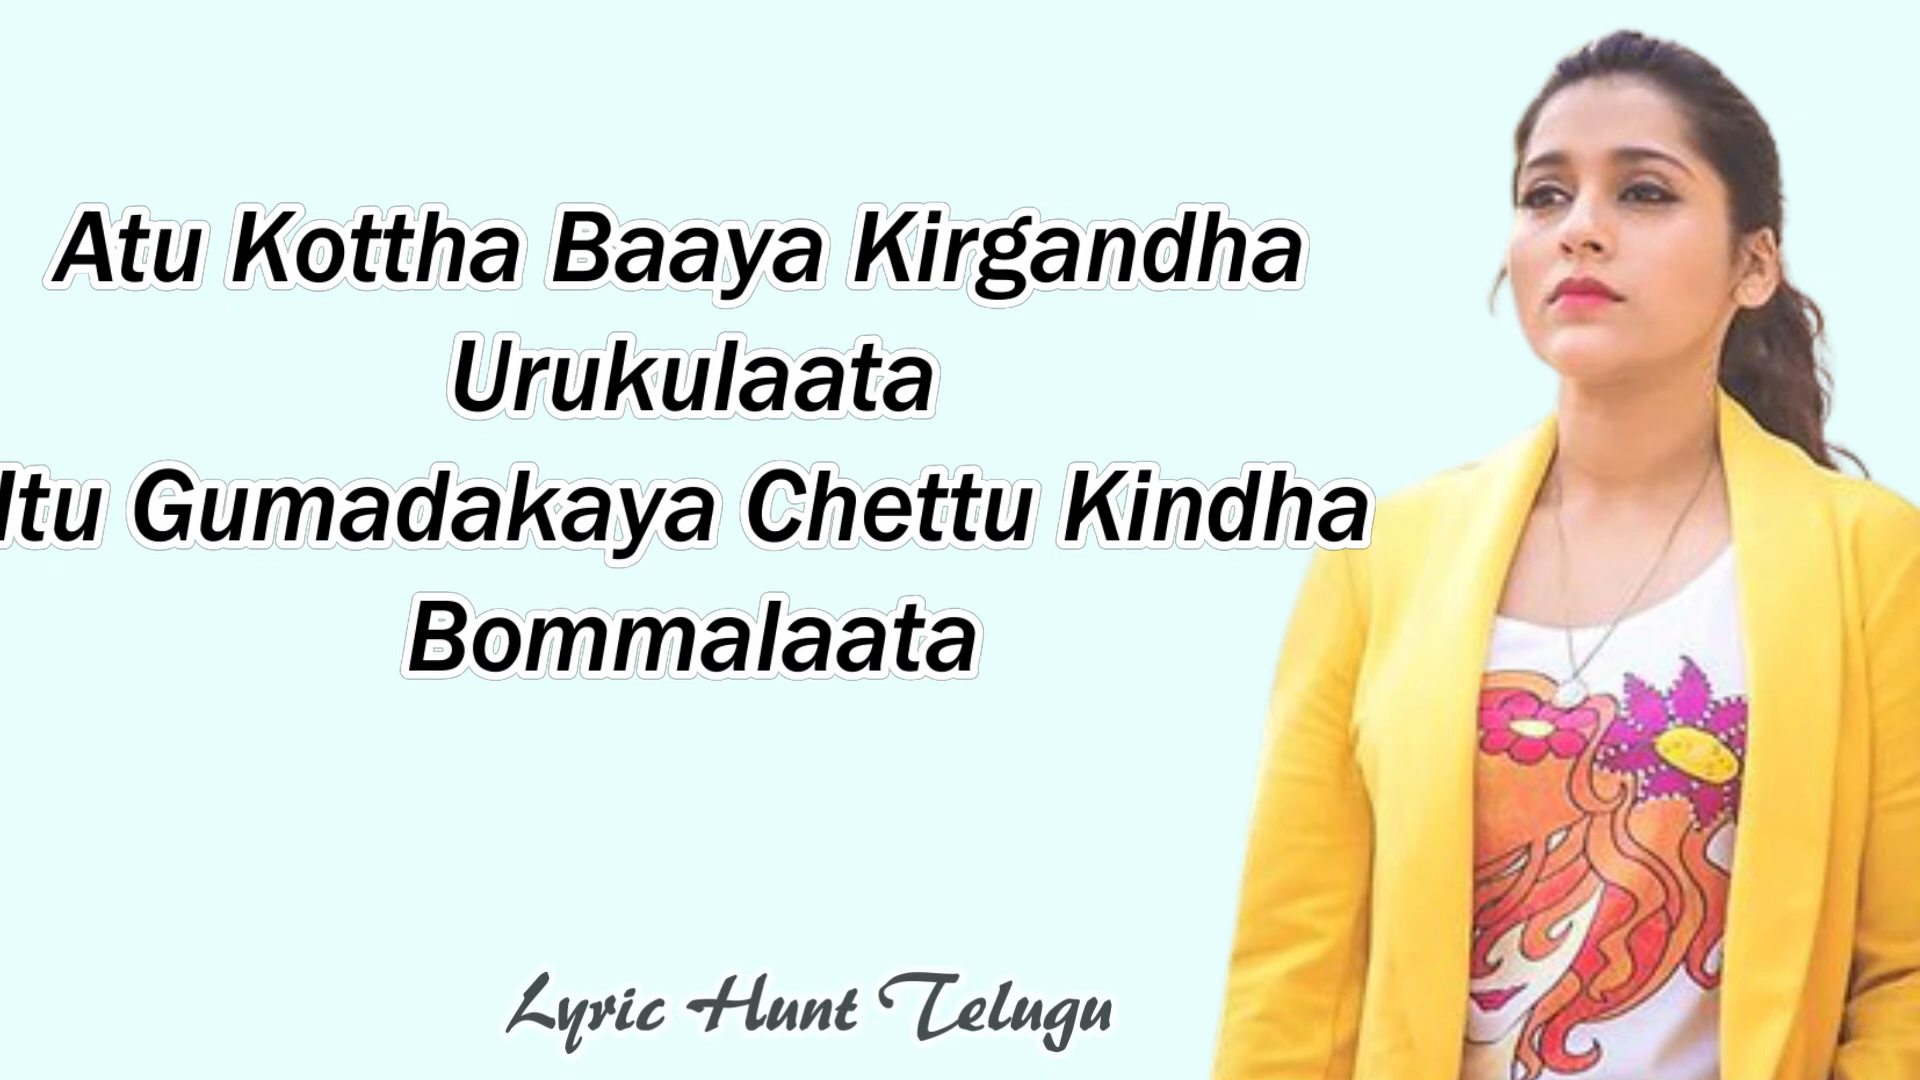 Atu Kottha Baaya Kirgandha
Urukulaata
Itu Gumadakaya Chettu Kindha
Bommalaata
Lyric Hunt Telugu